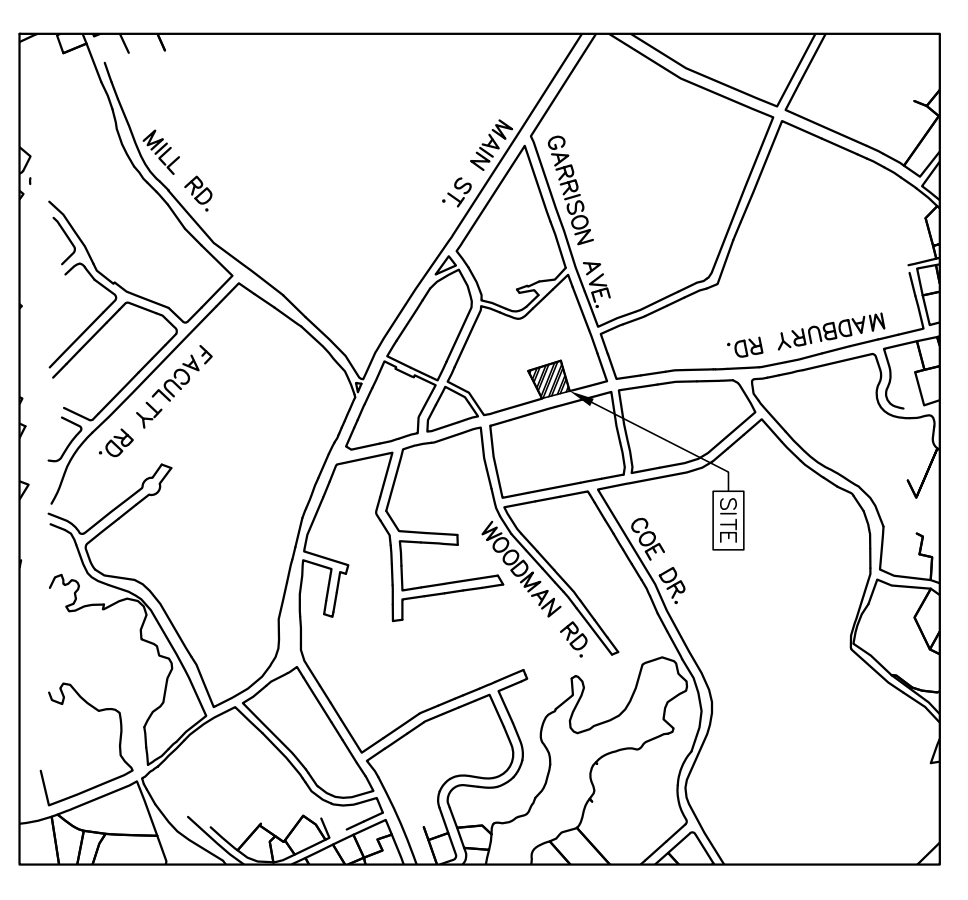 MILL RD.
MAIN ST.
GARRISON AVE.
MADBURY RD.
FACULTY RD.
SITE
WOODMAN RD.
COE DR.